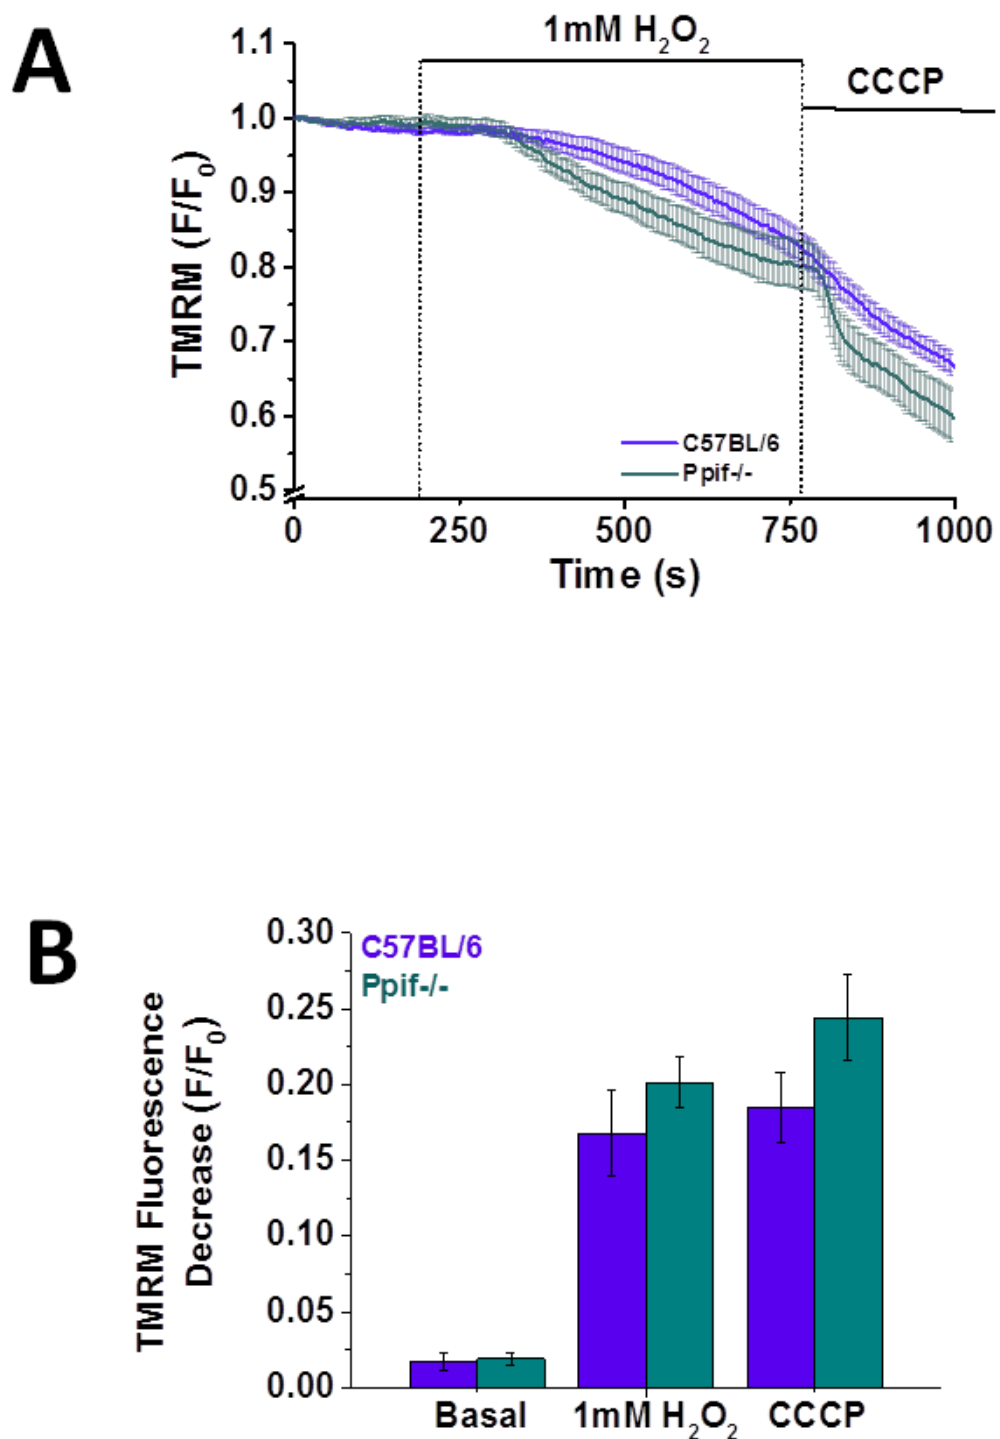 A
1mM H₂O₂
CCCP
1.1
1.0
0.9
0.8
0.7
0.6
0.5
TMRM (F/F₀)
C57BL/6
Ppif-/-
0 250 500 750 1000
Time (s)
B
0.30
0.25
0.20
0.15
0.10
0.05
0.00
TMRM Fluorescence
Decrease (F/F₀)
C57BL/6
Ppif-/-
Basal 1mM H₂O₂ CCCP